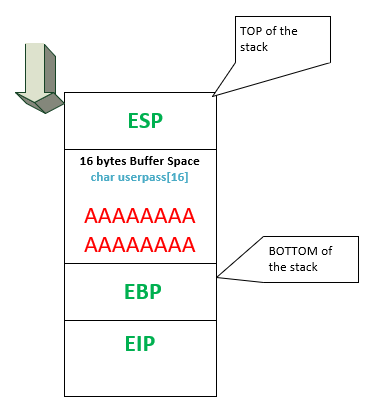 TOP of the
stack
ESP
16 bytes Buffer Space
char userpass[16]
AAAAAAAA
AAAAAAAA
BOTTOM of
the stack
EBP
EIP